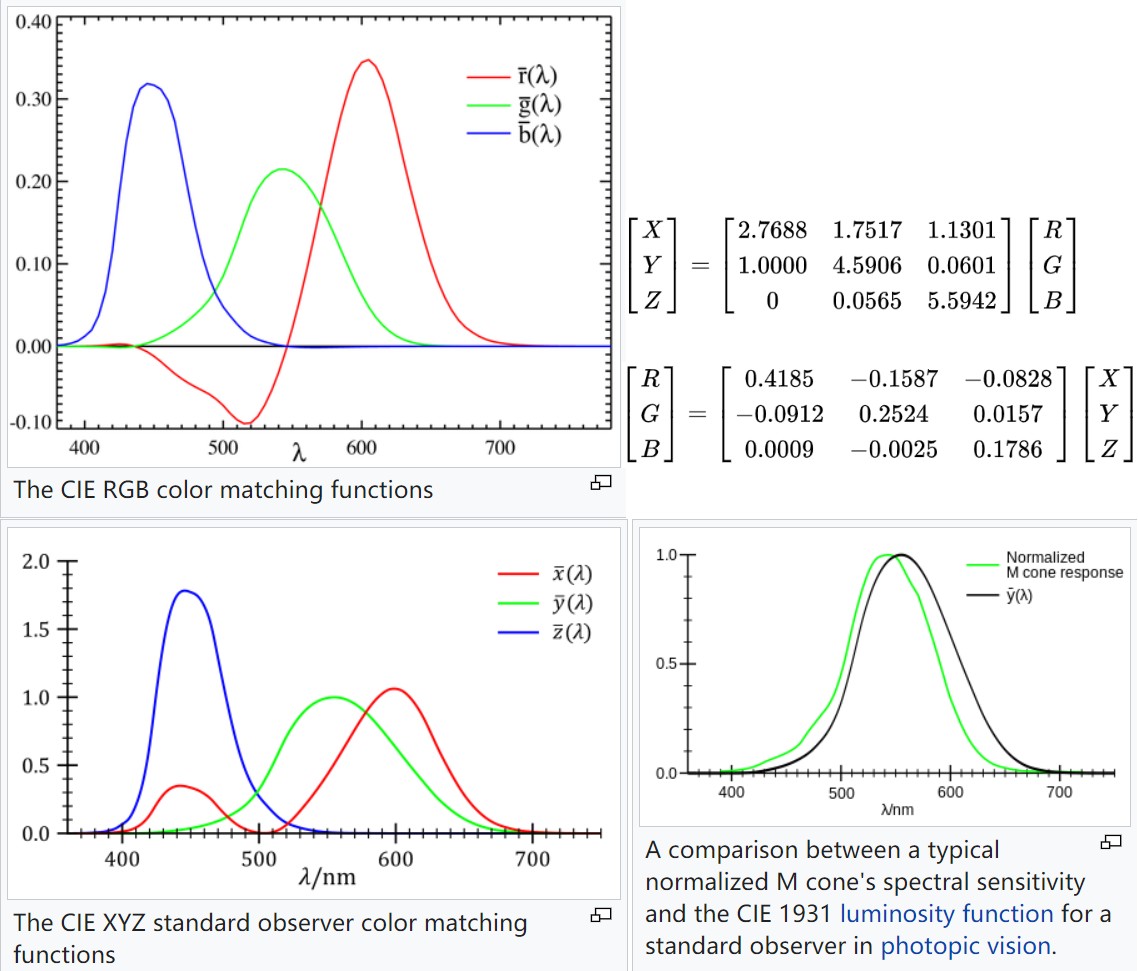 0.40
0.30
0.20
0.10
0.00
-0.10
400 500 600 700
λ
r̅(λ)
g̅(λ)
b̅(λ)
The CIE RGB color matching functions
[X Y Z] = [2.7688 1.7517 1.1301
1.0000 4.5906 0.0601
0 0.0565 5.5942] [R G B]
[R G B] = [0.4185 −0.1587 −0.0828
−0.0912 0.2524 0.0157
0.0009 −0.0025 0.1786] [X Y Z]
2.0
1.5
1.0
0.5
0.0
400 500 600 700
λ/nm
x̅(λ)
y̅(λ)
z̅(λ)
The CIE XYZ standard observer color matching
functions
1.0
0.5
0.0
400 500 600 700
λ/nm
Normalized
M cone response
ȳ(λ)
A comparison between a typical
normalized M cone's spectral sensitivity
and the CIE 1931 luminosity function for a
standard observer in photopic vision.